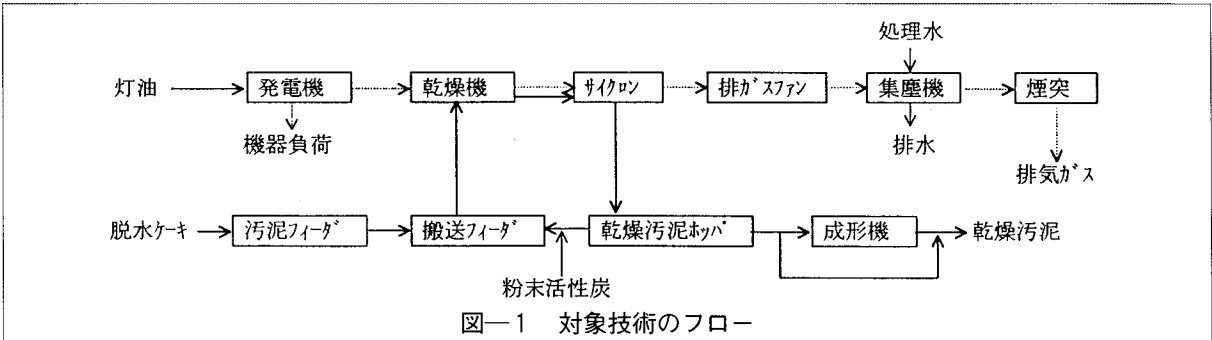 処理水
灯油 発電機 乾燥機 ｻｲｸﾛﾝ 排ｶﾞｽﾌｧﾝ 集塵機 煙突
機器負荷 排水
排気ｶﾞｽ
脱水ｹｰｷ 汚泥ﾌｨｰﾀﾞ 搬送ﾌｨｰﾀﾞ 乾燥汚泥ﾎｯﾊﾟ 成形機 乾燥汚泥
粉末活性炭
図―1 対象技術のフロー